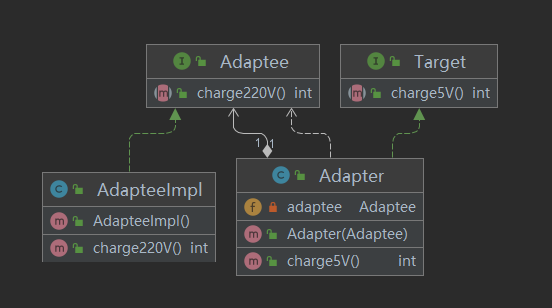 I Adaptee
m charge220V() int
I Target
m charge5V() int
1
1
C AdapteeImpl
m AdapteeImpl()
m charge220V() int
C Adapter
f adaptee Adaptee
m Adapter(Adaptee)
m charge5V() int